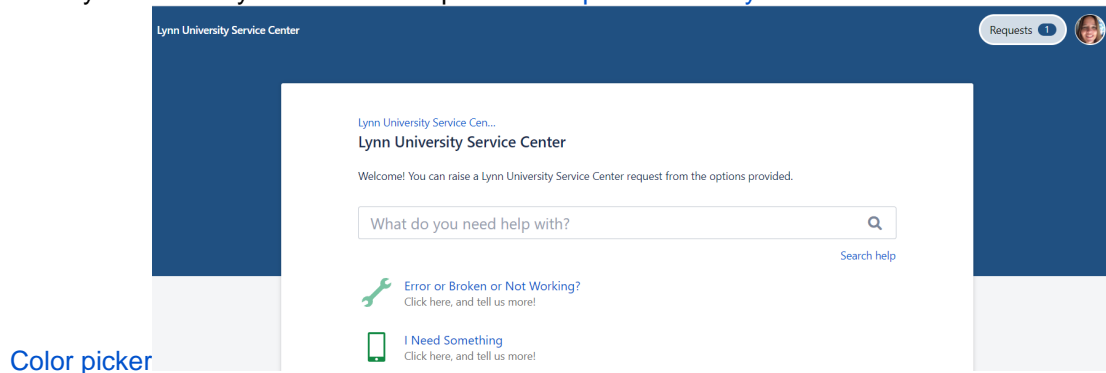 Lynn University Service Center
Requests 1
Lynn University Service Cen...
Lynn University Service Center
Welcome! You can raise a Lynn University Service Center request from the options provided.
What do you need help with?
Search help
Error or Broken or Not Working?
Click here, and tell us more!
I Need Something
Click here, and tell us more!
Color picker